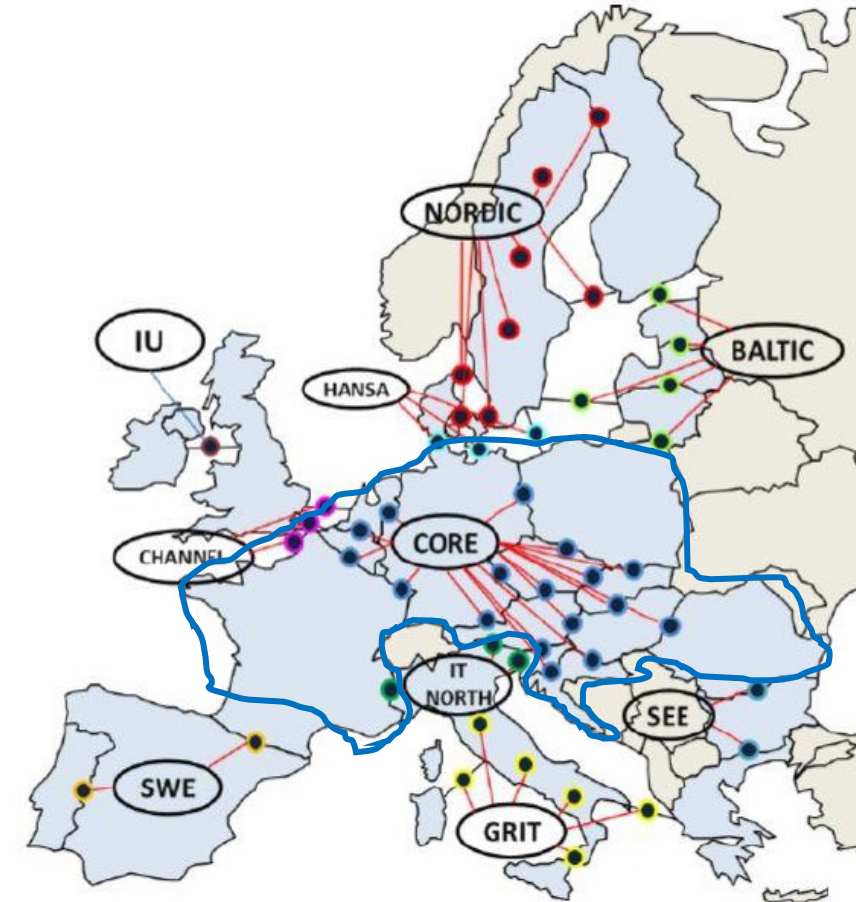 NORDIC
IU
BALTIC
HANSA
CORE
CHANNEL
IT
NORTH
SEE
SWE
GRIT